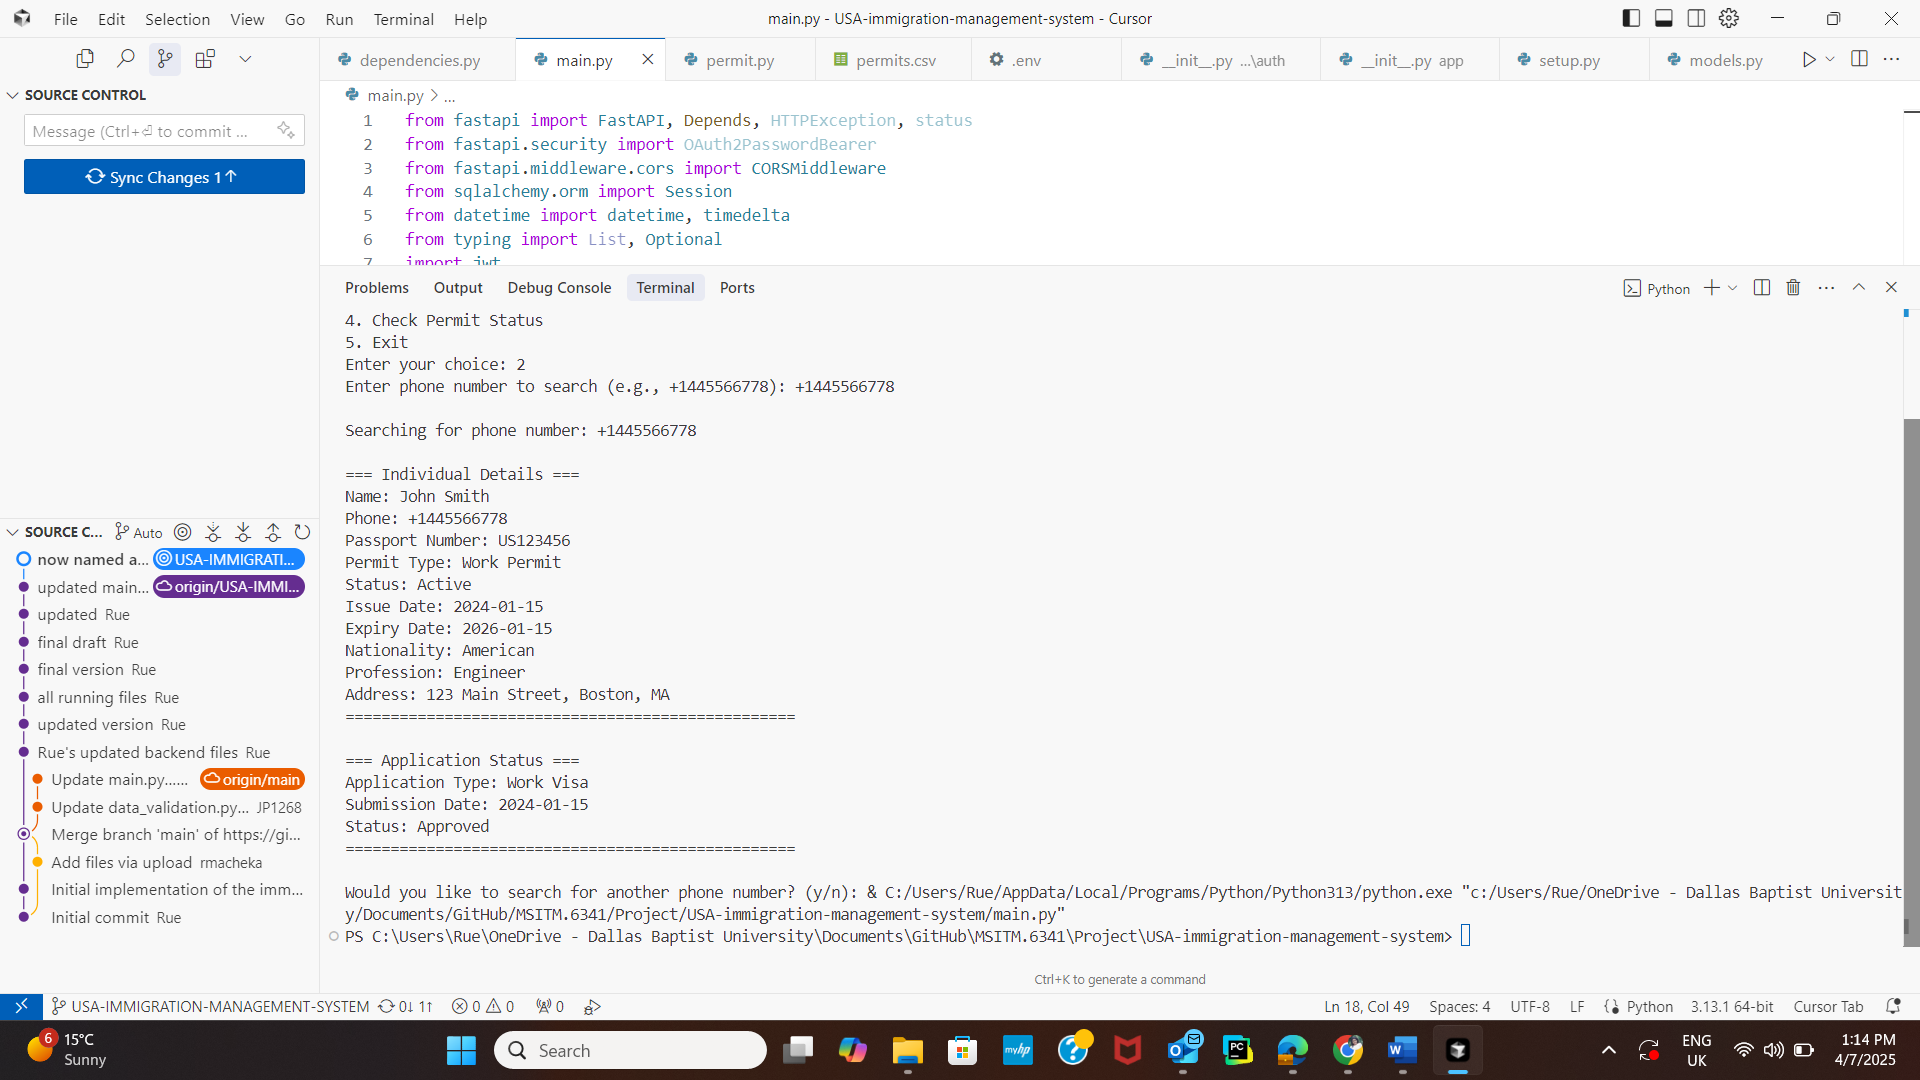 File Edit Selection View Go Run Terminal Help
main.py - USA-immigration-management-system - Cursor
SOURCE CONTROL
Message (Ctrl+⏎ to commit ...
Sync Changes 1↑
dependencies.py main.py permit.py permits.csv .env __init__.py ...\auth __init__.py app setup.py models.py
main.py > ...
1 from fastapi import FastAPI, Depends, HTTPException, status
2 from fastapi.security import OAuth2PasswordBearer
3 from fastapi.middleware.cors import CORSMiddleware
4 from sqlalchemy.orm import Session
5 from datetime import datetime, timedelta
6 from typing import List, Optional
7 import jwt
Problems Output Debug Console Terminal Ports
Python
4. Check Permit Status
5. Exit
Enter your choice: 2
Enter phone number to search (e.g., +1445566778): +1445566778
Searching for phone number: +1445566778
=== Individual Details ===
Name: John Smith
Phone: +1445566778
Passport Number: US123456
Permit Type: Work Permit
Status: Active
Issue Date: 2024-01-15
Expiry Date: 2026-01-15
Nationality: American
Profession: Engineer
Address: 123 Main Street, Boston, MA
==================================================
=== Application Status ===
Application Type: Work Visa
Submission Date: 2024-01-15
Status: Approved
==================================================
Would you like to search for another phone number? (y/n): & C:/Users/Rue/AppData/Local/Programs/Python/Python313/python.exe "c:/Users/Rue/OneDrive - Dallas Baptist Universit
y/Documents/GitHub/MSITM.6341/Project/USA-immigration-management-system/main.py"
PS C:\Users\Rue\OneDrive - Dallas Baptist University\Documents\GitHub\MSITM.6341\Project\USA-immigration-management-system>
Ctrl+K to generate a command
SOURCE C... Auto
now named a... USA-IMMIGRATI...
updated main... origin/USA-IMMI...
updated Rue
final draft Rue
final version Rue
all running files Rue
updated version Rue
Rue's updated backend files Rue
Update main.py...... origin/main
Update data_validation.py... JP1268
Merge branch 'main' of https://gi...
Add files via upload rmacheka
Initial implementation of the imm...
Initial commit Rue
USA-IMMIGRATION-MANAGEMENT-SYSTEM 0↓ 1↑ 0 0 0
Ln 18, Col 49 Spaces: 4 UTF-8 LF {} Python 3.13.1 64-bit Cursor Tab
6 15°C
Sunny
Search
myhp
PC
W
ENG
UK
1:14 PM
4/7/2025